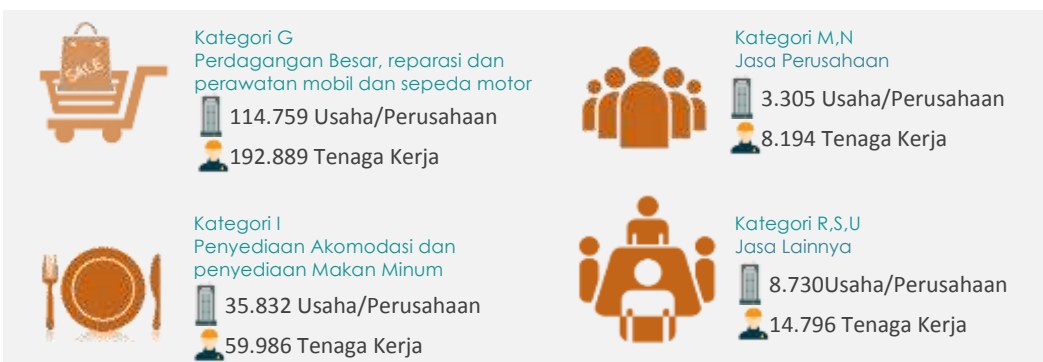 SALE
Kategori G
Perdagangan Besar, reparasi dan
perawatan mobil dan sepeda motor
114.759 Usaha/Perusahaan
192.889 Tenaga Kerja
Kategori M,N
Jasa Perusahaan
3.305 Usaha/Perusahaan
8.194 Tenaga Kerja
Kategori I
Penyediaan Akomodasi dan
penyediaan Makan Minum
35.832 Usaha/Perusahaan
59.986 Tenaga Kerja
Kategori R,S,U
Jasa Lainnya
8.730Usaha/Perusahaan
14.796 Tenaga Kerja